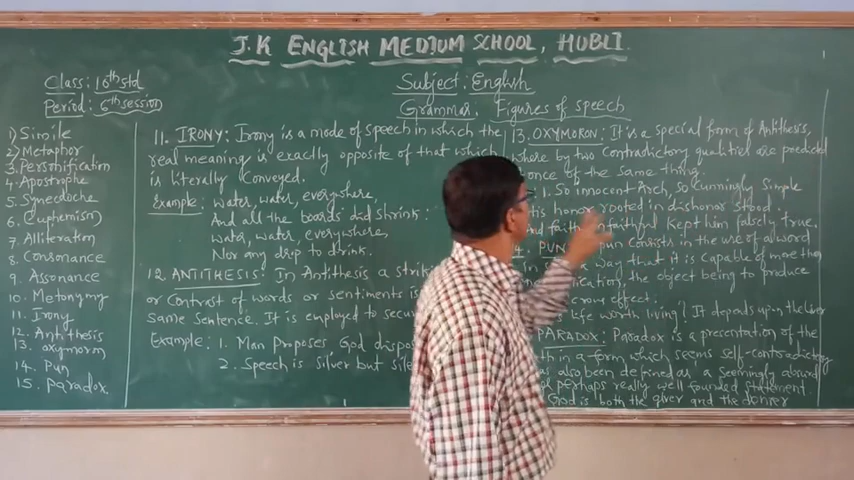 J.K ENGLISH MEDIUM SCHOOL, HUBLI
Class: 10th std
Subject: English
Period: 6th session
Grammar. Figures of speech
1) Simile
2) Metaphor
3. Personification
4. Apostrophe
5. Synecdoche
6. Euphemism
7. Alliteration
8. Consonance
9. Assonance
10. Metonymy
11. Irony
12. Antithesis
13. oxymorm
14. Pun
15. Paradox.
11. IRONY: Irony is a mode of speech in which the
real meaning is exactly opposite of that which
is literally Conveyed.
Example: water, water, everywhere,
And all the boards did shrink:
water, water, everywhere,
Nor any drop to drink.
12. ANTITHESIS: In Antithesis a
or Contrast of words or sentiments is
same Sentence. It is employed to
Example: 1. Man Proposes God
2. Speech is silver but
13. OXYMORON: It is a special form of Antithesis,
where by two Contradictory qualities are predicted
once of the same thing.
1. So innocent Arch, so Cunningly Simple
honor rooted in dishonor Stood
faith unfaithful Kept him falsely true.
PUN consists in the use of a word
way that it is capable of more than
the object being to produce
effect:
Life worth living? It depends upon the liver
PARADOX: Paradox is a presentation of the
in a form which seems self-contradictory
also been defined as a seemingly absurd
perhaps really well founded statement
God is both the giver and the